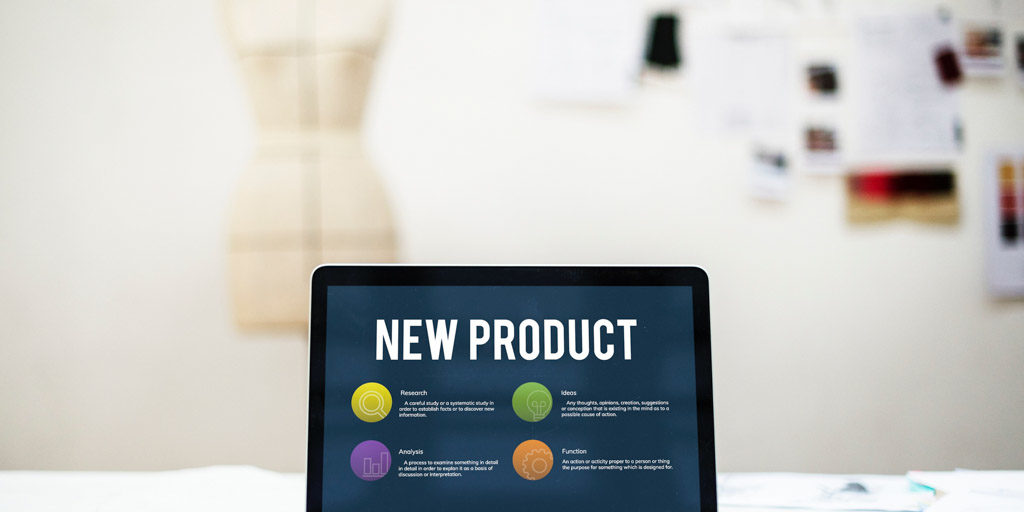 NEW PRODUCT
Research
A careful study or a systematic study in
order to establish facts or to discover new
information.
Ideas
Any thoughts, opinions, creation, suggestions
or conception that is existing in the mind as to a
possible cause of action.
Analysis
A process to examine something in detail
in detail in order to explon it as a basis of
discussion or interpretation.
Function
An action or activity proper to a person or thing
the purpose for something which is designed for.